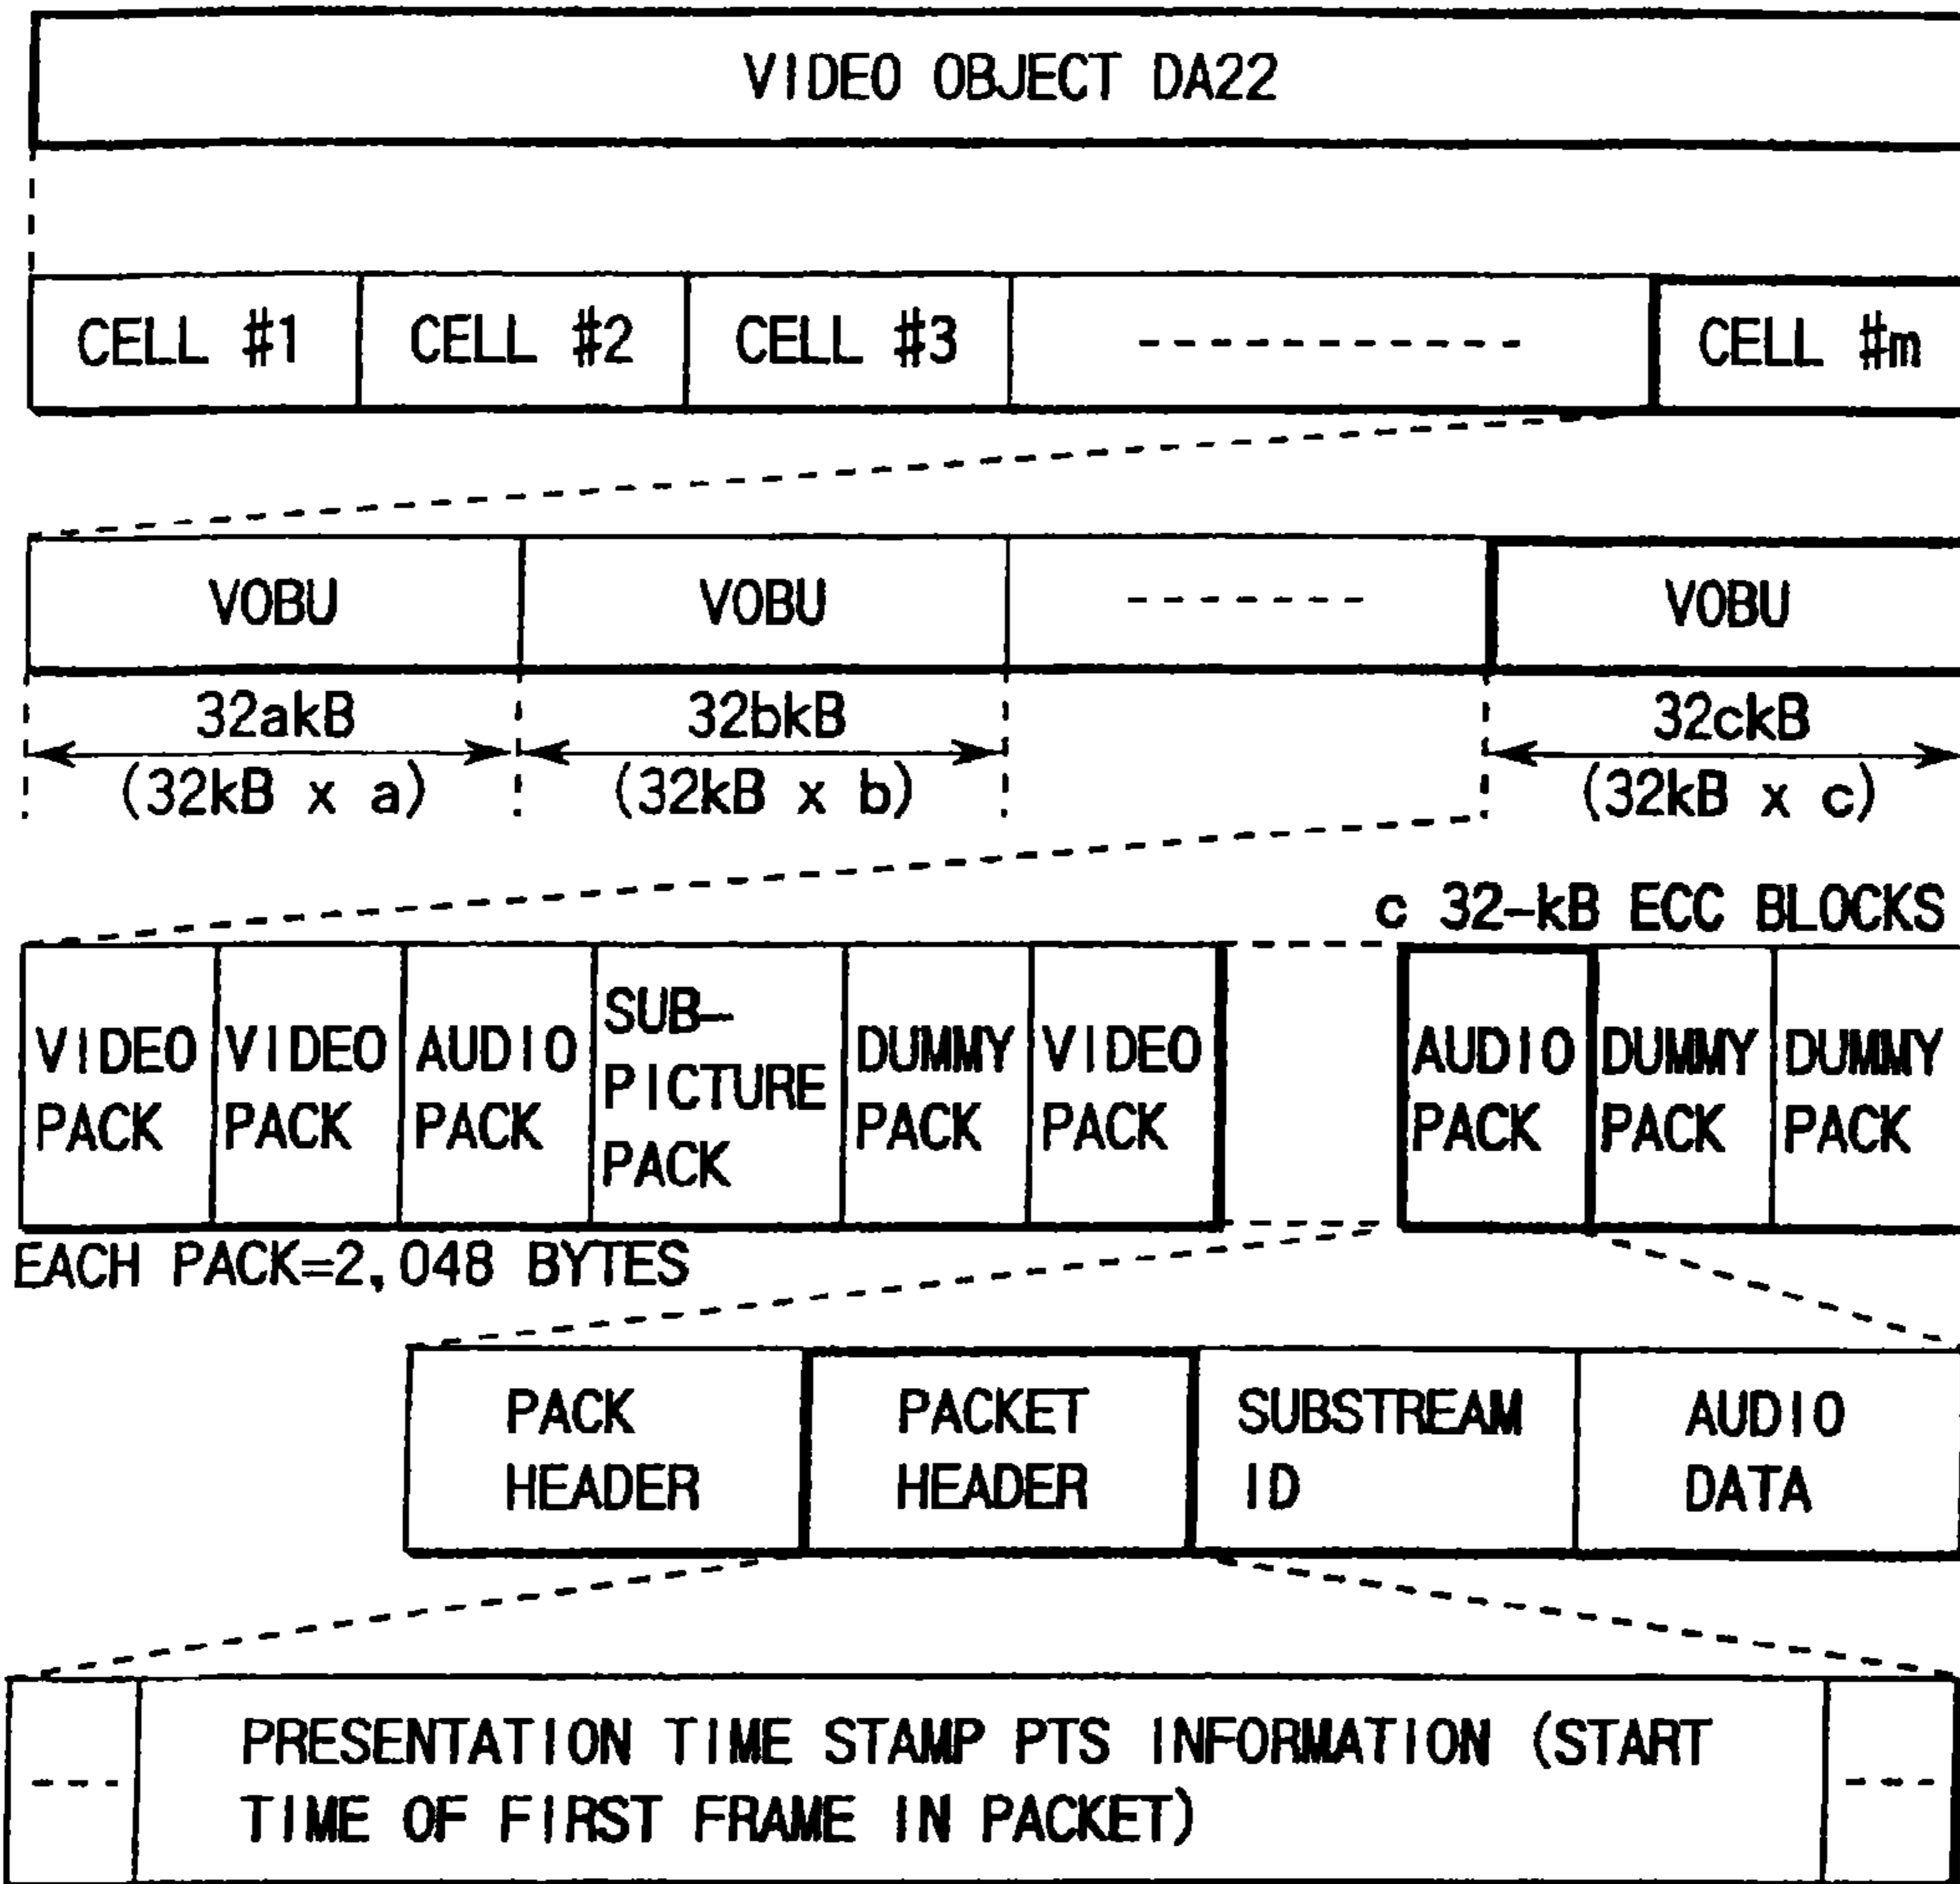 VIDEO OBJECT DA22
CELL #1 CELL #2 CELL #3 ------------ CELL #m
VOBU VOBU -------- VOBU
32akB 32bkB 32ckB
(32kB x a) (32kB x b) (32kB x c)
c 32-kB ECC BLOCKS
VIDEO PACK
VIDEO PACK
AUDIO PACK
SUB-
PICTURE
PACK
DUMMY PACK
VIDEO PACK
AUDIO PACK
DUMMY PACK
DUMMY PACK
EACH PACK=2,048 BYTES
PACK
HEADER
PACKET
HEADER
SUBSTREAM
ID
AUDIO
DATA
--- PRESENTATION TIME STAMP PTS INFORMATION (START ---
TIME OF FIRST FRAME IN PACKET)